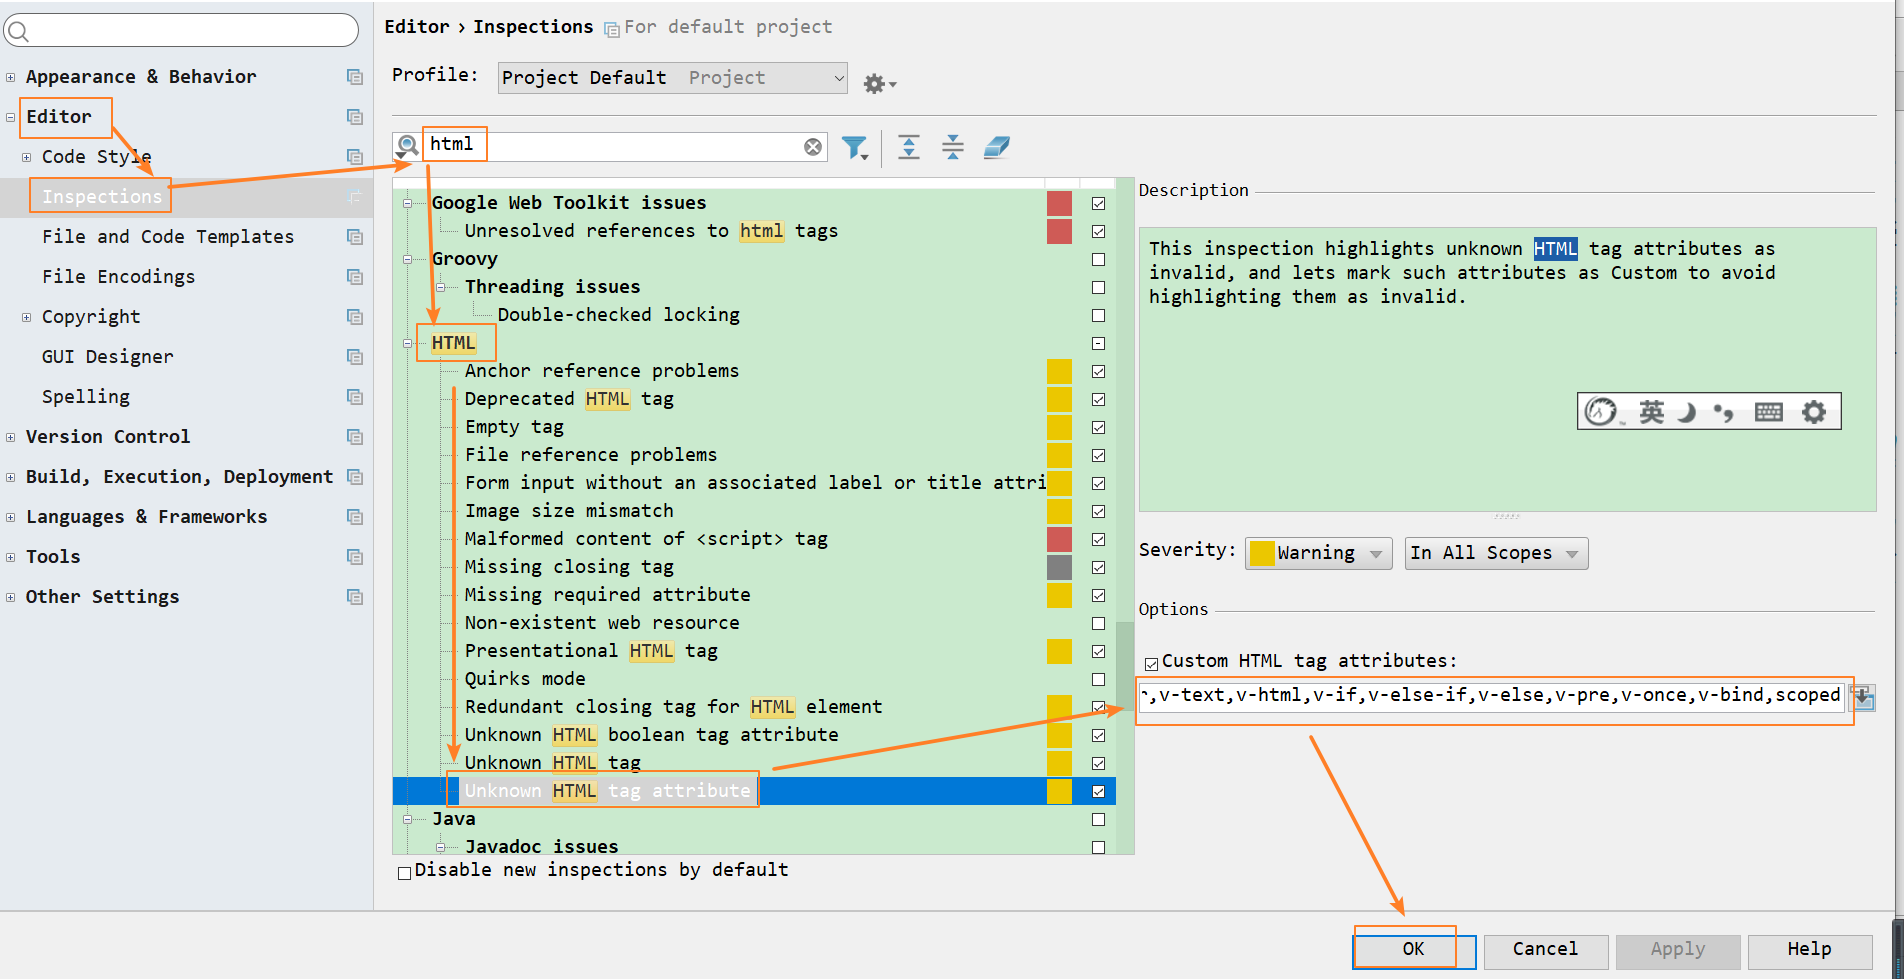 Editor › Inspections For default project
Appearance & Behavior
Editor
Code Style
Inspections
File and Code Templates
File Encodings
Copyright
GUI Designer
Spelling
Version Control
Build, Execution, Deployment
Languages & Frameworks
Tools
Other Settings
Profile: Project Default Project
html
Google Web Toolkit issues
Unresolved references to html tags
Groovy
Threading issues
Double-checked locking
HTML
Anchor reference problems
Deprecated HTML tag
Empty tag
File reference problems
Form input without an associated label or title attri
Image size mismatch
Malformed content of <script> tag
Missing closing tag
Missing required attribute
Non-existent web resource
Presentational HTML tag
Quirks mode
Redundant closing tag for HTML element
Unknown HTML boolean tag attribute
Unknown HTML tag
Unknown HTML tag attribute
Java
Javadoc issues
Disable new inspections by default
Description
This inspection highlights unknown HTML tag attributes as
invalid, and lets mark such attributes as Custom to avoid
highlighting them as invalid.
英
Severity: Warning In All Scopes
Options
Custom HTML tag attributes:
,v-text,v-html,v-if,v-else-if,v-else,v-pre,v-once,v-bind,scoped
OK Cancel Apply Help